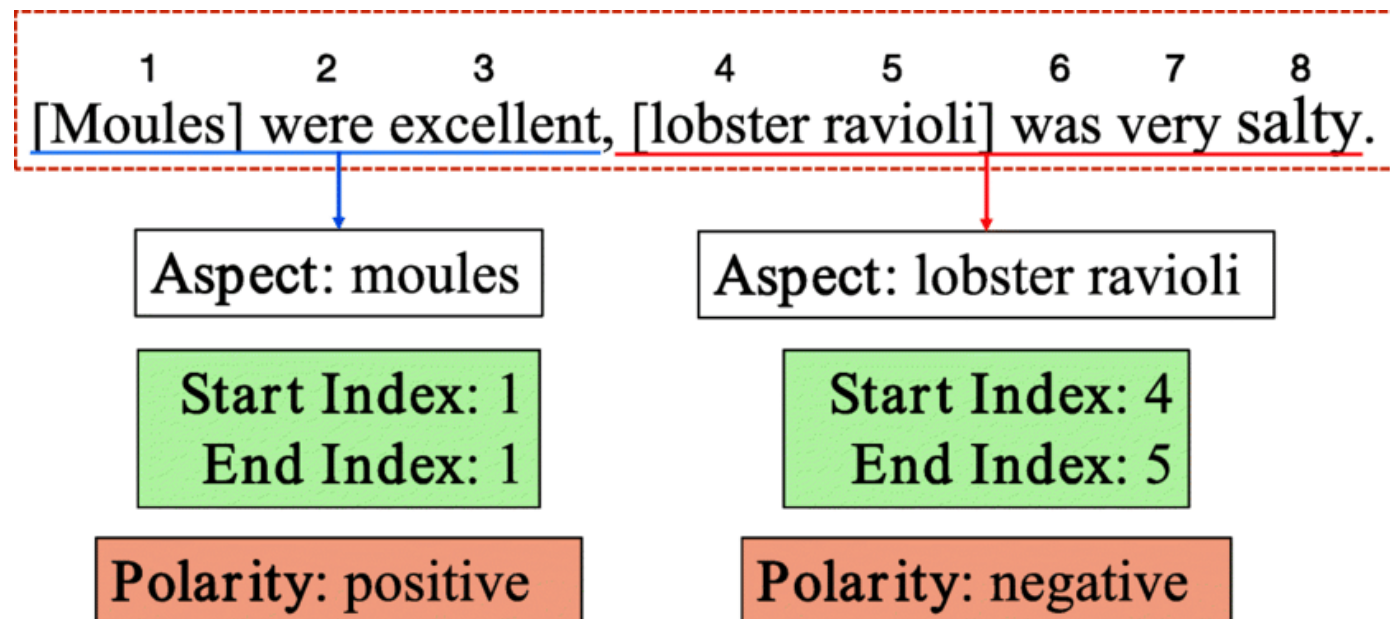 1 2 3 4 5 6 7 8
[Moules] were excellent, [lobster ravioli] was very salty.
Aspect: moules
Start Index: 1
End Index: 1
Polarity: positive
Aspect: lobster ravioli
Start Index: 4
End Index: 5
Polarity: negative